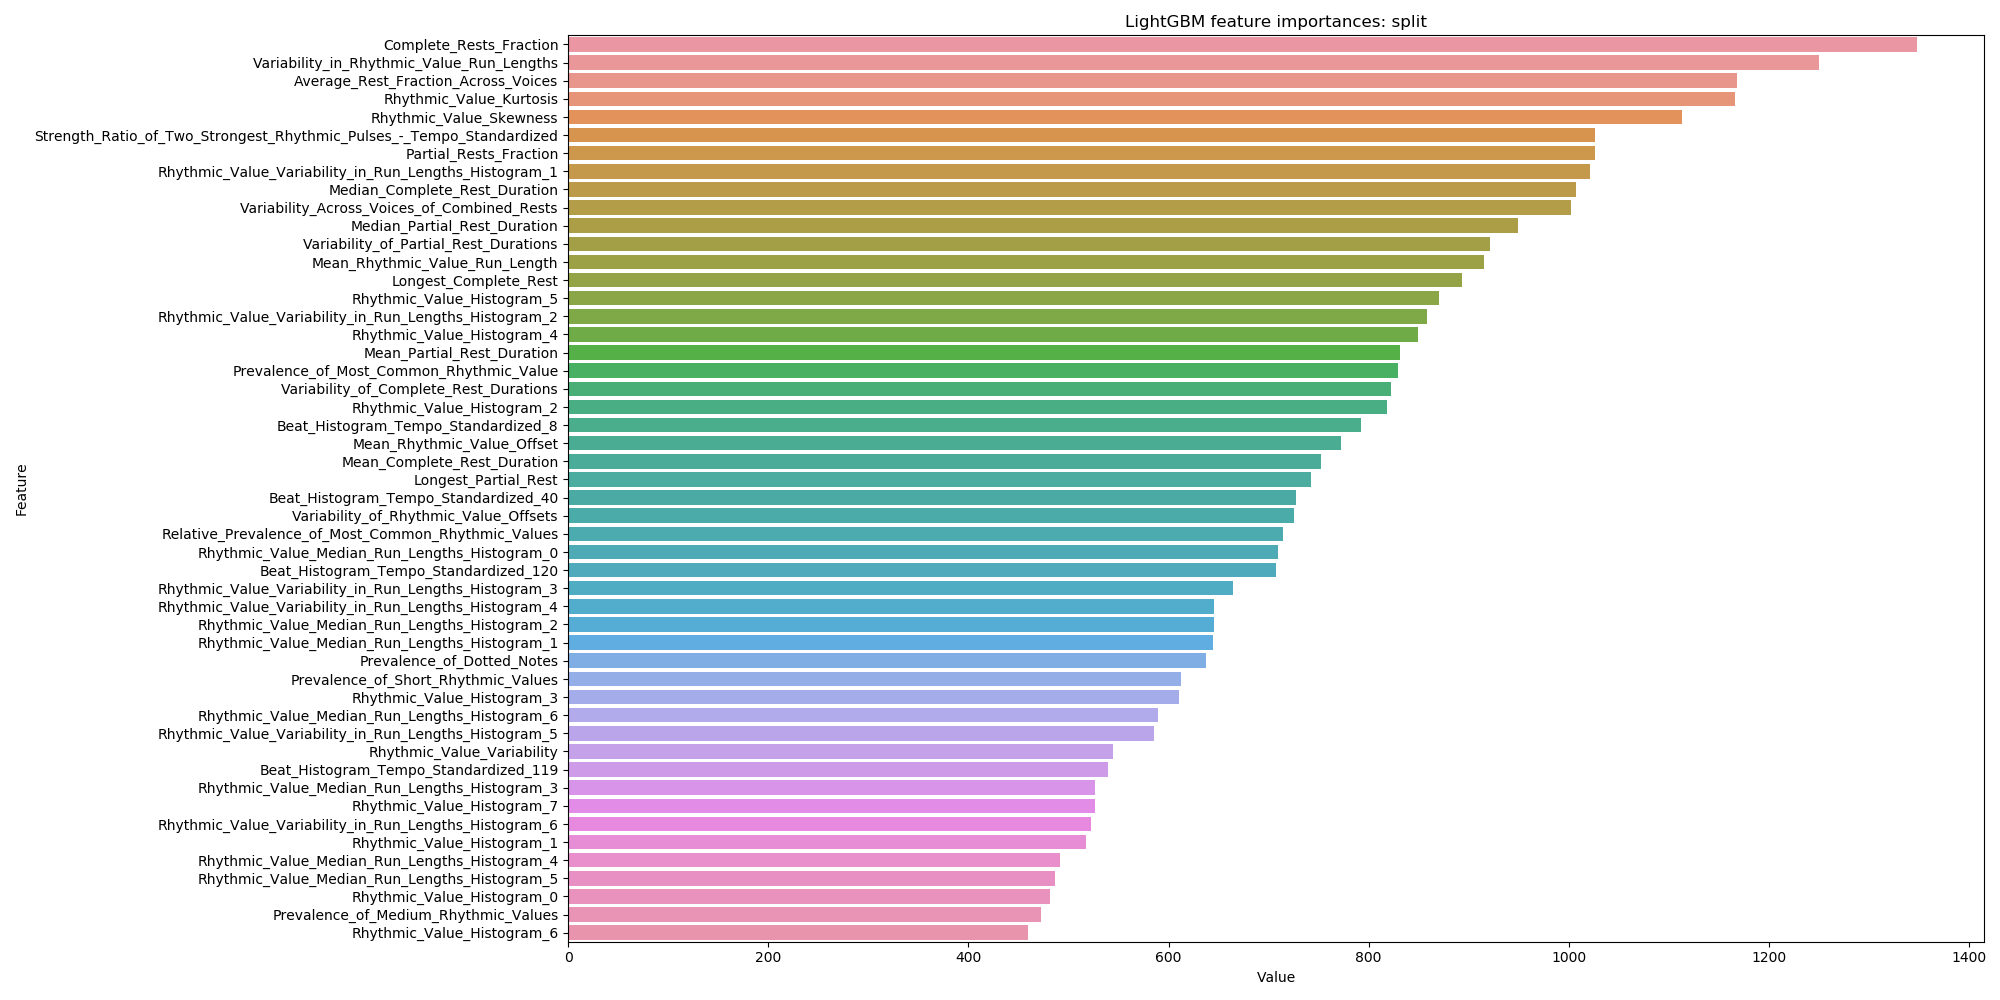 LightGBM feature importances: split
Complete_Rests_Fraction
Variability_in_Rhythmic_Value_Run_Lengths
Average_Rest_Fraction_Across_Voices
Rhythmic_Value_Kurtosis
Rhythmic_Value_Skewness
Strength_Ratio_of_Two_Strongest_Rhythmic_Pulses_-_Tempo_Standardized
Partial_Rests_Fraction
Rhythmic_Value_Variability_in_Run_Lengths_Histogram_1
Median_Complete_Rest_Duration
Variability_Across_Voices_of_Combined_Rests
Median_Partial_Rest_Duration
Variability_of_Partial_Rest_Durations
Mean_Rhythmic_Value_Run_Length
Longest_Complete_Rest
Rhythmic_Value_Histogram_5
Rhythmic_Value_Variability_in_Run_Lengths_Histogram_2
Rhythmic_Value_Histogram_4
Mean_Partial_Rest_Duration
Prevalence_of_Most_Common_Rhythmic_Value
Variability_of_Complete_Rest_Durations
Rhythmic_Value_Histogram_2
Beat_Histogram_Tempo_Standardized_8
Mean_Rhythmic_Value_Offset
Mean_Complete_Rest_Duration
Longest_Partial_Rest
Beat_Histogram_Tempo_Standardized_40
Variability_of_Rhythmic_Value_Offsets
Relative_Prevalence_of_Most_Common_Rhythmic_Values
Rhythmic_Value_Median_Run_Lengths_Histogram_0
Beat_Histogram_Tempo_Standardized_120
Rhythmic_Value_Variability_in_Run_Lengths_Histogram_3
Rhythmic_Value_Variability_in_Run_Lengths_Histogram_4
Rhythmic_Value_Median_Run_Lengths_Histogram_2
Rhythmic_Value_Median_Run_Lengths_Histogram_1
Prevalence_of_Dotted_Notes
Prevalence_of_Short_Rhythmic_Values
Rhythmic_Value_Histogram_3
Rhythmic_Value_Median_Run_Lengths_Histogram_6
Rhythmic_Value_Variability_in_Run_Lengths_Histogram_5
Rhythmic_Value_Variability
Beat_Histogram_Tempo_Standardized_119
Rhythmic_Value_Median_Run_Lengths_Histogram_3
Rhythmic_Value_Histogram_7
Rhythmic_Value_Variability_in_Run_Lengths_Histogram_6
Rhythmic_Value_Histogram_1
Rhythmic_Value_Median_Run_Lengths_Histogram_4
Rhythmic_Value_Median_Run_Lengths_Histogram_5
Rhythmic_Value_Histogram_0
Prevalence_of_Medium_Rhythmic_Values
Rhythmic_Value_Histogram_6
Feature
0 200 400 600 800 1000 1200 1400
Value